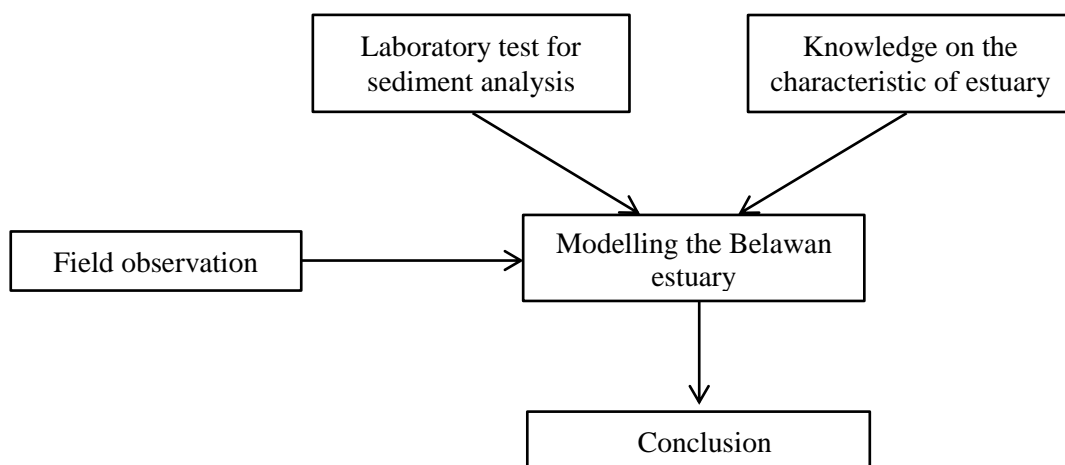 Laboratory test for
sediment analysis
Knowledge on the
characteristic of estuary
Field observation
Modelling the Belawan
estuary
Conclusion